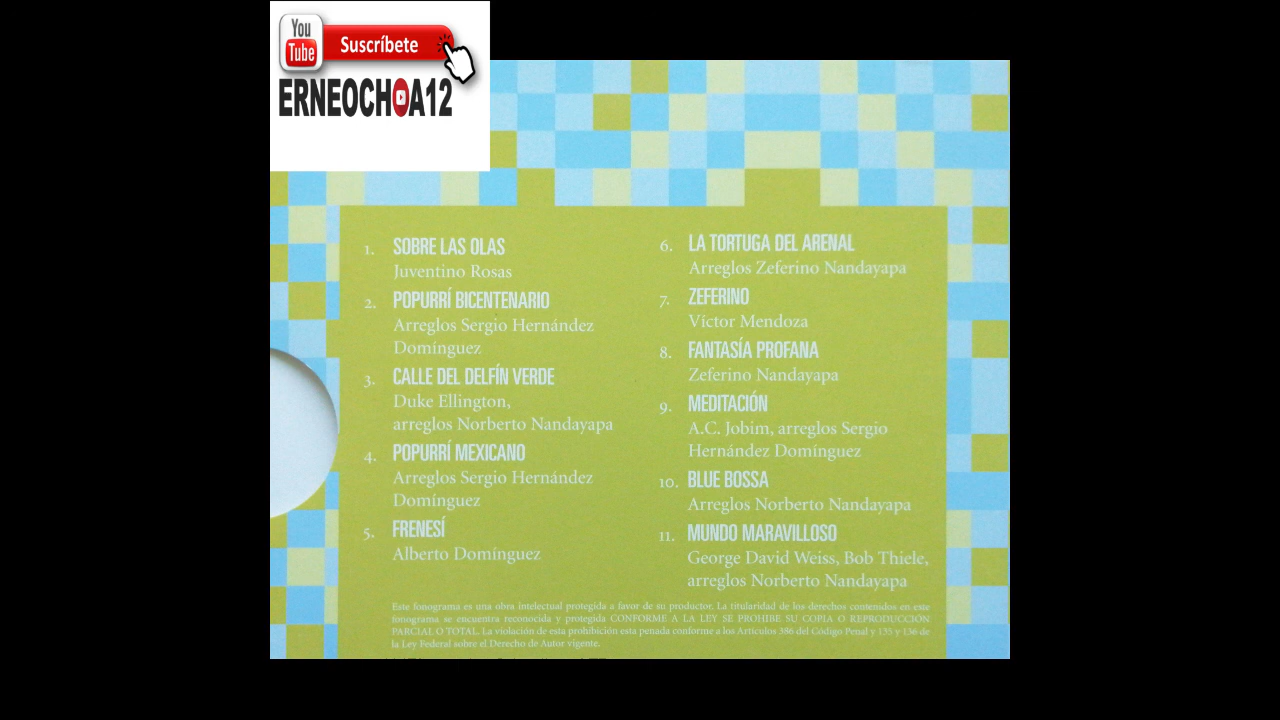 You
Tube
Suscríbete
ERNEOCHOA12
1. SOBRE LAS OLAS
Juventino Rosas
2. POPURRÍ BICENTENARIO
Arreglos Sergio Hernández
Domínguez
3. CALLE DEL DELFÍN VERDE
Duke Ellington,
arreglos Norberto Nandayapa
4. POPURRÍ MEXICANO
Arreglos Sergio Hernández
Domínguez
5. FRENESÍ
Alberto Domínguez
6. LA TORTUGA DEL ARENAL
Arreglos Zeferino Nandayapa
7. ZEFERINO
Víctor Mendoza
8. FANTASÍA PROFANA
Zeferino Nandayapa
9. MEDITACIÓN
A.C. Jobim, arreglos Sergio
Hernández Domínguez
10. BLUE BOSSA
Arreglos Norberto Nandayapa
11. MUNDO MARAVILLOSO
George David Weiss, Bob Thiele,
arreglos Norberto Nandayapa
Este fonograma es una obra intelectual protegida a favor de su productor. La titularidad de los derechos contenidos en este
fonograma se encuentra reconocida y protegida CONFORME A LA LEY SE PROHIBE SU COPIA O REPRODUCCIÓN
PARCIAL O TOTAL. La violación de esta prohibición esta penada conforme a los Artículos 386 del Código Penal y 135 y 136 de
la Ley Federal sobre el Derecho de Autor vigente.